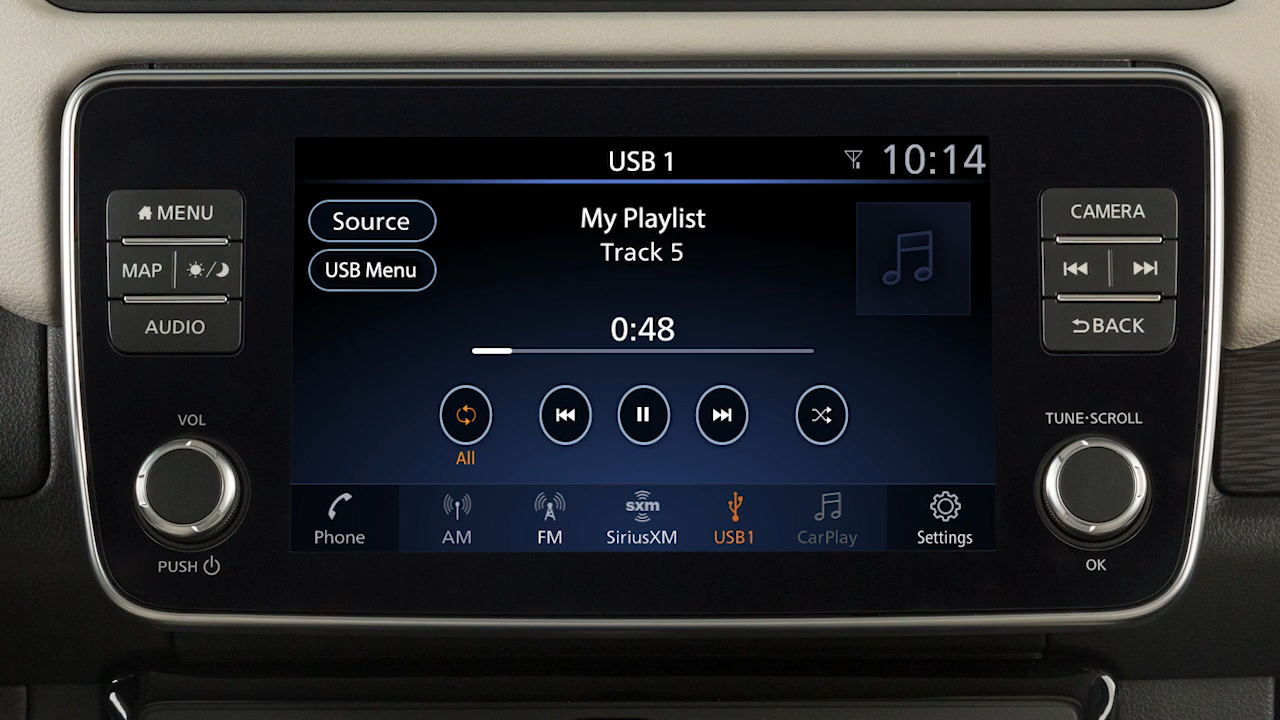 USB 1
10:14
MENU
MAP
AUDIO
Source
USB Menu
My Playlist
Track 5
0:48
All
CAMERA
BACK
VOL
PUSH
TUNE·SCROLL
OK
Phone
AM
FM
sxm
SiriusXM
USB1
CarPlay
Settings